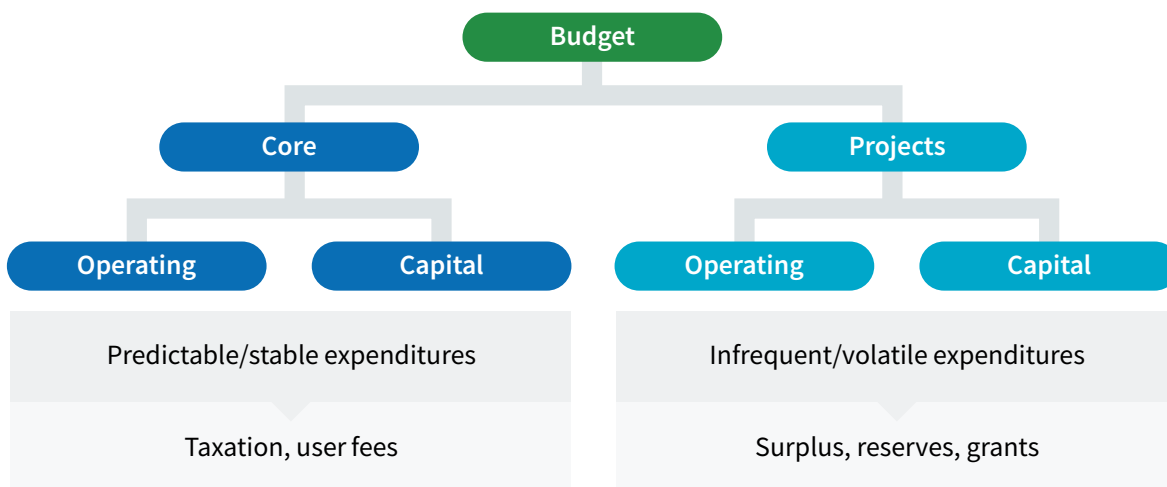 Budget
Core
Projects
Operating
Capital
Operating
Capital
Predictable/stable expenditures
Infrequent/volatile expenditures
Taxation, user fees
Surplus, reserves, grants